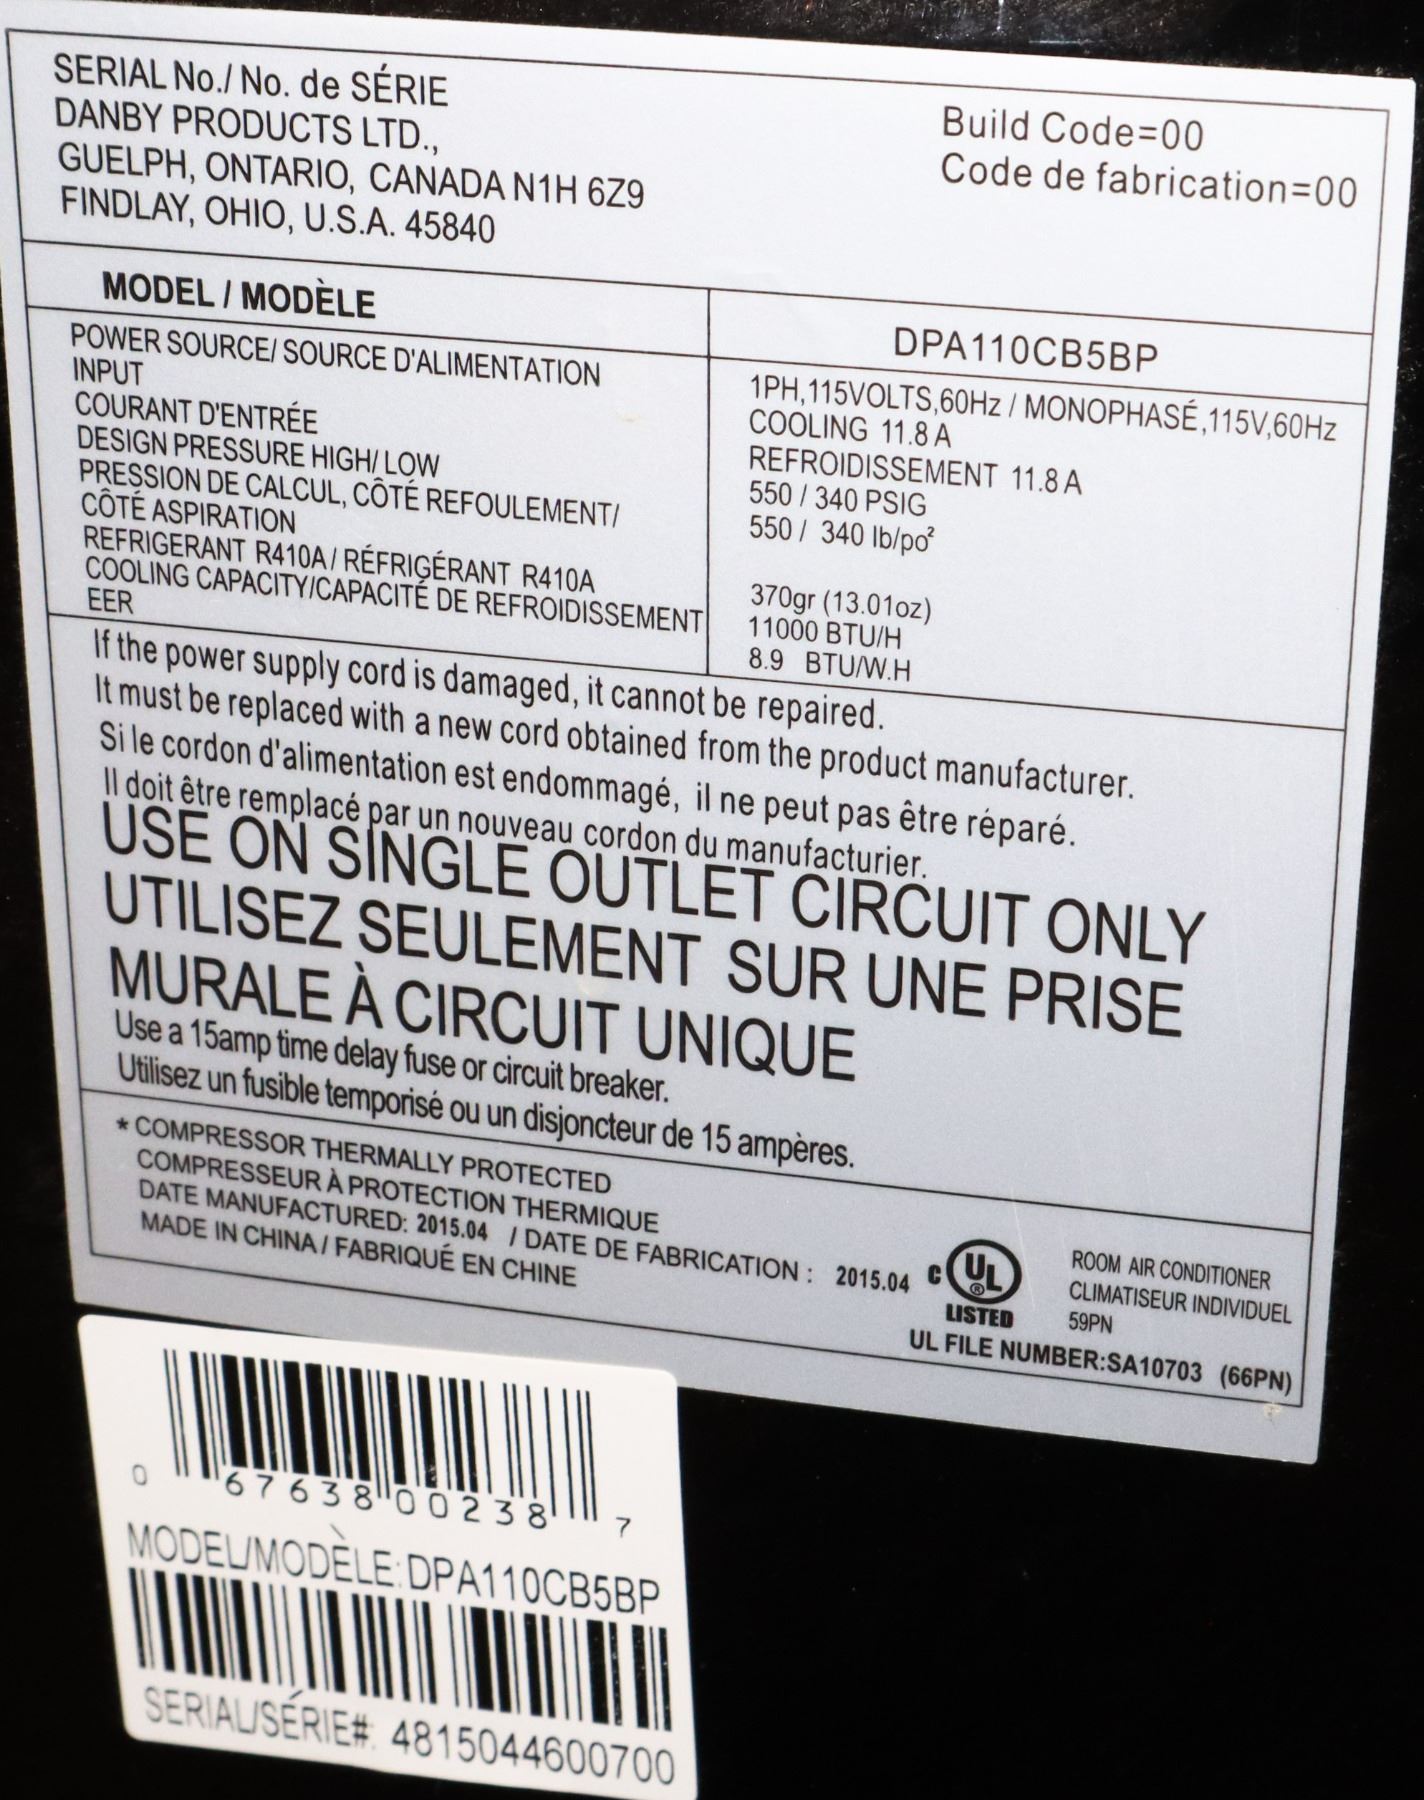 SERIAL No./ No. de SÉRIE
DANBY PRODUCTS LTD.,
GUELPH, ONTARIO, CANADA N1H 6Z9
FINDLAY, OHIO, U.S.A. 45840
Build Code=00
Code de fabrication=00
MODEL / MODÈLE
DPA110CB5BP
POWER SOURCE/ SOURCE D'ALIMENTATION
INPUT
COURANT D'ENTRÉE
DESIGN PRESSURE HIGH/ LOW
PRESSION DE CALCUL, CÔTÉ REFOULEMENT/
CÔTÉ ASPIRATION
REFRIGERANT R410A / RÉFRIGÉRANT R410A
COOLING CAPACITY/CAPACITÉ DE REFROIDISSEMENT
EER
1PH,115VOLTS,60Hz / MONOPHASÉ,115V,60Hz
COOLING 11.8 A
REFROIDISSEMENT 11.8 A
550 / 340 PSIG
550 / 340 lb/po²
370gr (13.01oz)
11000 BTU/H
8.9 BTU/W.H
If the power supply cord is damaged, it cannot be repaired.
It must be replaced with a new cord obtained from the product manufacturer.
Si le cordon d'alimentation est endommagé, il ne peut pas être réparé.
Il doit être remplacé par un nouveau cordon du manufacturier.
USE ON SINGLE OUTLET CIRCUIT ONLY
UTILISEZ SEULEMENT SUR UNE PRISE
MURALE À CIRCUIT UNIQUE
Use a 15amp time delay fuse or circuit breaker.
Utilisez un fusible temporisé ou un disjoncteur de 15 ampères.
* COMPRESSOR THERMALLY PROTECTED
COMPRESSEUR À PROTECTION THERMIQUE
DATE MANUFACTURED: 2015.04 / DATE DE FABRICATION : 2015.04
MADE IN CHINA / FABRIQUÉ EN CHINE
C UL ®
LISTED
ROOM AIR CONDITIONER
CLIMATISEUR INDIVIDUEL
59PN
UL FILE NUMBER:SA10703 (66PN)
0 67638 00238 7
MODEL/MODÈLE: DPA110CB5BP
SERIAL/SÉRIE#: 4815044600700